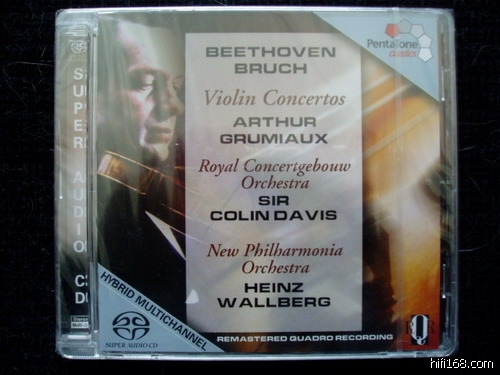 BEETHOVEN
BRUCH
Violin Concertos
ARTHUR
GRUMIAUX
Royal Concertgebouw
Orchestra
SIR
COLIN DAVIS
New Philharmonia
Orchestra
HEINZ
WALLBERG
REMASTERED QUADRO RECORDING
PentaTone
classics
HYBRID MULTICHANNEL
SUPER AUDIO CD
SUPER AUDIO
RQR
hifi168.com